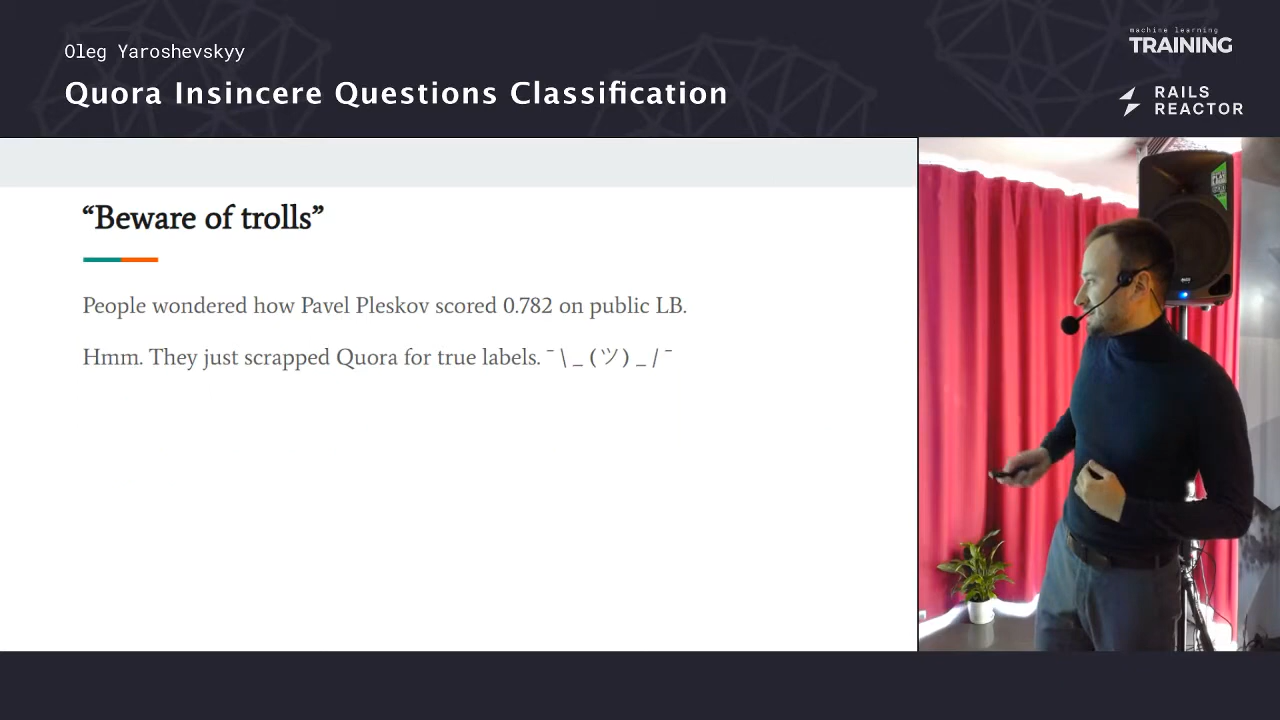 Oleg Yaroshevskyy
Quora Insincere Questions Classification
machine learning
TRAINING
RAILS
REACTOR
“Beware of trolls”
People wondered how Pavel Pleskov scored 0.782 on public LB.
Hmm. They just scrapped Quora for true labels. ¯ \ _ (ツ) _ / ¯